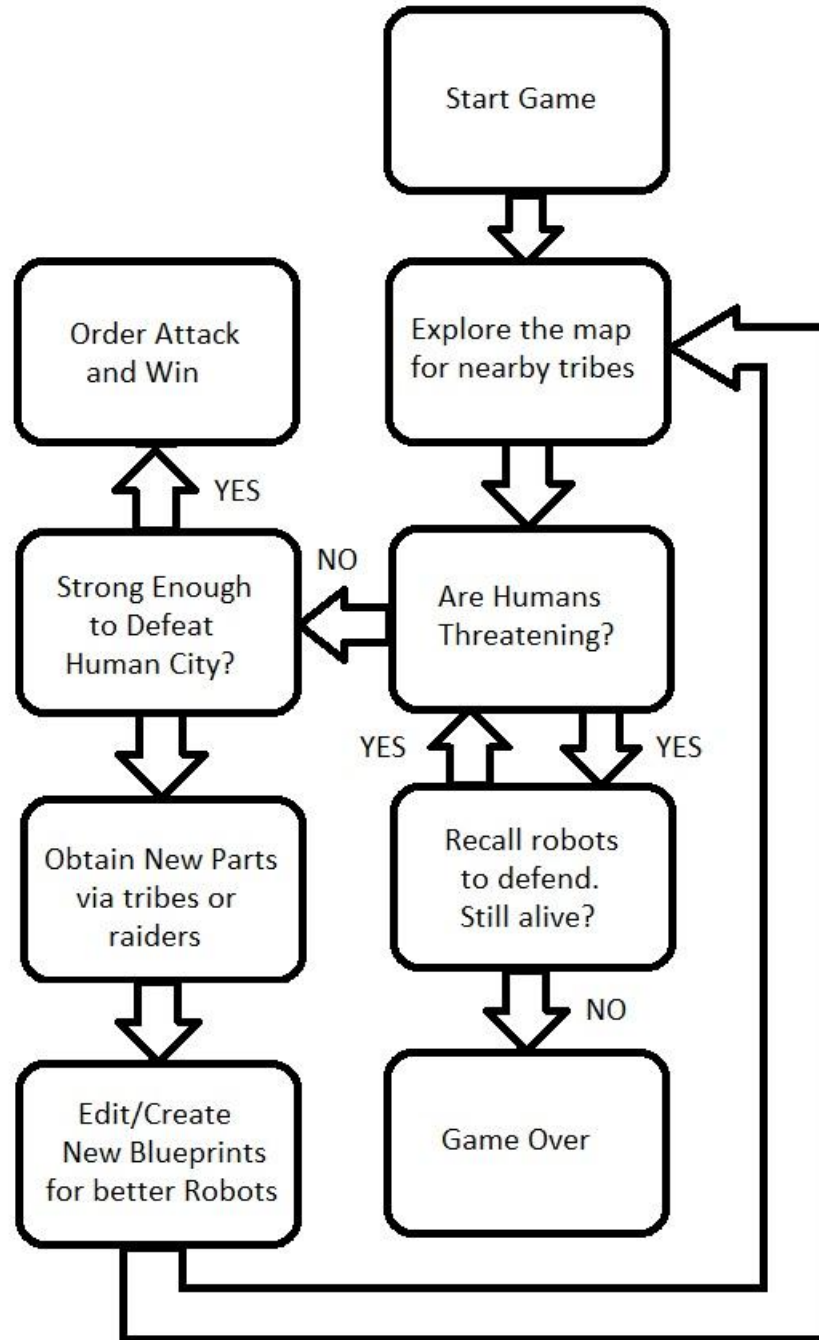 Start Game
Explore the map
for nearby tribes
Order Attack
and Win
YES
NO
Strong Enough
to Defeat
Human City?
Are Humans
Threatening?
YES
YES
Obtain New Parts
via tribes or
raiders
Recall robots
to defend.
Still alive?
NO
Edit/Create
New Blueprints
for better Robots
Game Over